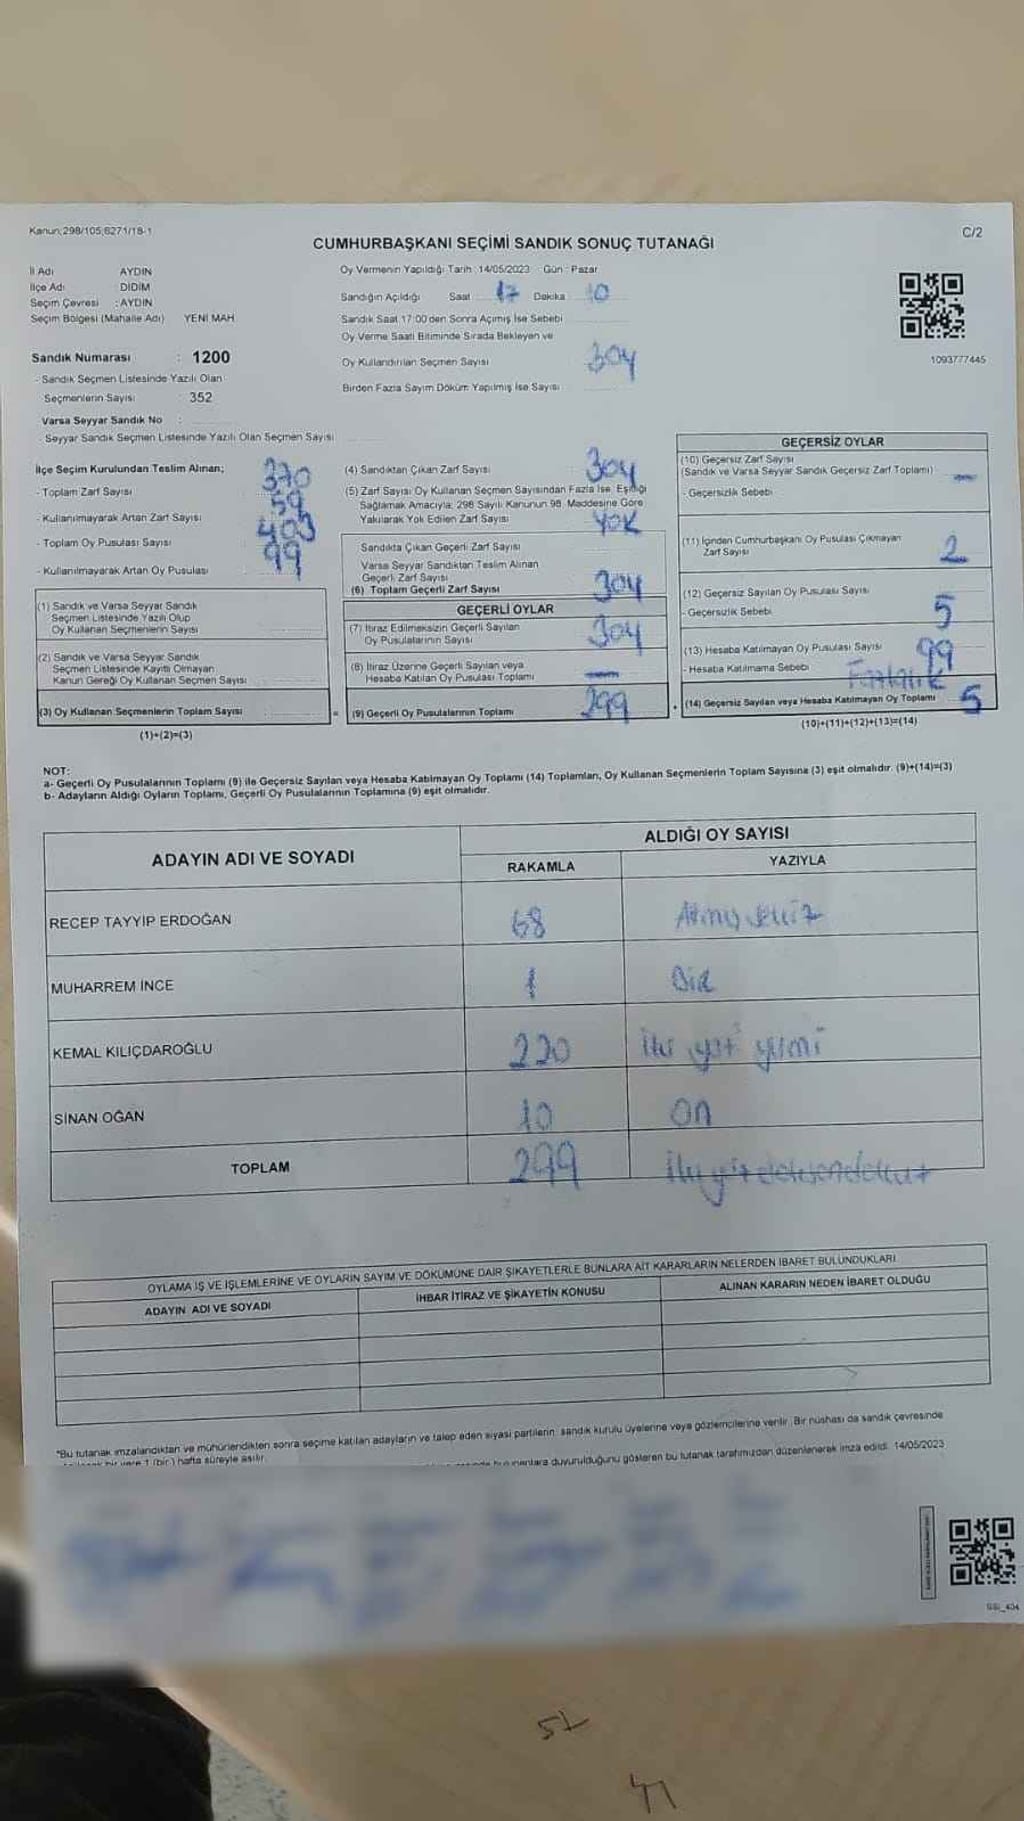 Kanun:298/105;6271/18-1
C/2
CUMHURBAŞKANI SEÇİMİ SANDIK SONUÇ TUTANAĞI
İl Adı AYDIN
İlçe Adı DİDİM
Seçim Çevresi : AYDIN
Seçim Bölgesi (Mahalle Adı) YENİ MAH
Sandık Numarası : 1200
- Sandık Seçmen Listesinde Yazılı Olan
Seçmenlerin Sayısı 352
Varsa Seyyar Sandık No :
- Seyyar Sandık Seçmen Listesinde Yazılı Olan Seçmen Sayısı
Oy Vermenin Yapıldığı Tarih :14/05/2023 Gün : Pazar
Sandığın Açıldığı Saat 17 Dakika 10
Sandık Saat 17:00'den Sonra Açımış İse Sebebi
Oy Verme Saati Bitiminde Sırada Bekleyen ve
Oy Kullandırılan Seçmen Sayısı 304
Birden Fazla Sayım Döküm Yapılmış İse Sayısı
1093777445
İlçe Seçim Kurulundan Teslim Alınan;
- Toplam Zarf Sayısı 370
- Kullanılmayarak Artan Zarf Sayısı 59
- Toplam Oy Pusulası Sayısı 403
- Kullanılmayarak Artan Oy Pusulası 99
(1) Sandık ve Varsa Seyyar Sandık
Seçmen Listesinde Yazılı Olup
Oy Kullanan Seçmenlerin Sayısı
(2) Sandık ve Varsa Seyyar Sandık
Seçmen Listesinde Kayıtlı Olmayan
Kanun Gereği Oy Kullanan Seçmen Sayısı
(3) Oy Kullanan Seçmenlerin Toplam Sayısı
(1)+(2)=(3)
(4) Sandıktan Çıkan Zarf Sayısı 304
(5) Zarf Sayısı Oy Kullanan Seçmen Sayısından Fazla İse, Eşitliği
Sağlamak Amacıyla; 298 Sayılı Kanunun 98. Maddesine Göre
Yakılarak Yok Edilen Zarf Sayısı YOK
Sandıkta Çıkan Geçerli Zarf Sayısı
Varsa Seyyar Sandıktan Teslim Alınan
Geçerli Zarf Sayısı
(6) Toplam Geçerli Zarf Sayısı 304
GEÇERLİ OYLAR
(7) İtiraz Edilmeksizin Geçerli Sayılan
Oy Pusulalarının Sayısı 304
(8) İtiraz Üzerine Geçerli Sayılan veya
Hesaba Katılan Oy Pusulası Toplamı —
= (9) Geçerli Oy Pusulalarının Toplamı 299
GEÇERSİZ OYLAR
(10) Geçersiz Zarf Sayısı
(Sandık ve Varsa Seyyar Sandık Geçersiz Zarf Toplamı) —
- Geçersizlik Sebebi
(11) İçinden Cumhurbaşkanı Oy Pusulası Çıkmayan
Zarf Sayısı 2
(12) Geçersiz Sayılan Oy Pusulası Sayısı
- Geçersizlik Sebebi 5
(13) Hesaba Katılmayan Oy Pusulası Sayısı 99
- Hesaba Katılmama Sebebi Fazlalık
+ (14) Geçersiz Sayılan veya Hesaba Katılmayan Oy Toplamı 5
(10)+(11)+(12)+(13)=(14)
NOT:
a- Geçerli Oy Pusulalarının Toplamı (9) ile Geçersiz Sayılan veya Hesaba Katılmayan Oy Toplamı (14) Toplamları, Oy Kullanan Seçmenlerin Toplam Sayısına (3) eşit olmalıdır. (9)+(14)=(3)
b- Adayların Aldığı Oyların Toplamı, Geçerli Oy Pusulalarının Toplamına (9) eşit olmalıdır.
ADAYIN ADI VE SOYADI ALDIĞI OY SAYISI
RAKAMLA YAZIYLA
RECEP TAYYİP ERDOĞAN 68 Atmış sekiz
MUHARREM İNCE 1 Bir
KEMAL KILIÇDAROĞLU 220 İki yüz yirmi
SİNAN OĞAN 10 On
TOPLAM 299 İki yüz doksandokuz
OYLAMA İŞ VE İŞLEMLERİNE VE OYLARIN SAYIM VE DÖKÜMÜNE DAİR ŞİKAYETLERLE BUNLARA AİT KARARLARIN NELERDEN İBARET BULUNDUKLARI
ADAYIN ADI VE SOYADI İHBAR İTİRAZ VE ŞİKAYETİN KONUSU ALINAN KARARIN NEDEN İBARET OLDUĞU
*Bu tutanak imzalandıktan ve mühürlendikten sonra seçime katılan adayların ve talep eden siyasi partilerin, sandık kurulu üyelerine veya gözlemcilerine verilir. Bir nüshası da sandık çevresinde
bir yere 1 (bir) hafta süreyle asılır.
duyurulduğunu gösteren bu tutanak tarafımızdan düzenlenerek imza edildi. 14/05/2023
57
41